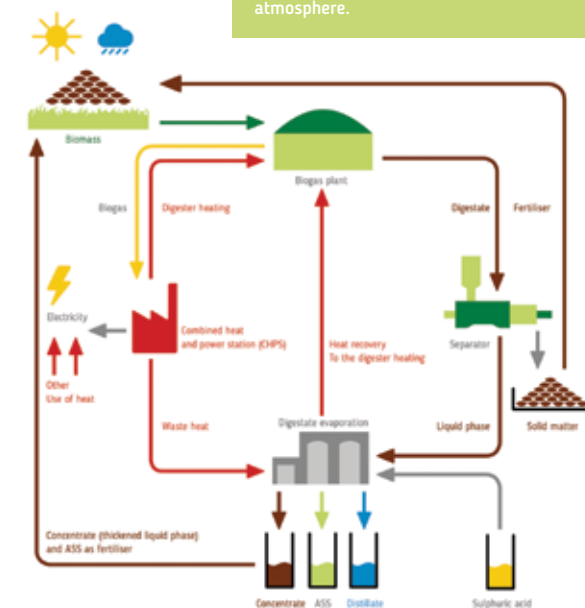 atmosphere.
Biomass
Biogas plant
Biogas
Digester heating
Digestate
Fertiliser
Electricity
Combined heat
and power station (CHPS)
Heat recovery
To the digester heating
Separator
Other
Use of heat
Waste heat
Digestate evaporation
Liquid phase
Solid matter
Concentrate (thickened liquid phase)
and ASS as fertiliser
Concentrate
ASS
Distillate
Sulphuric acid